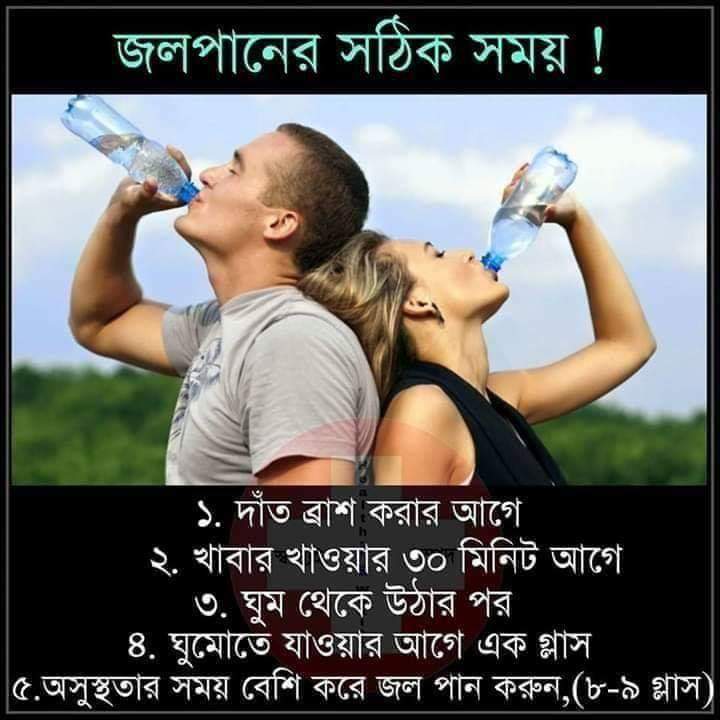 জলপানের সঠিক সময় !
১. দাঁত ব্রাশ করার আগে
২. খাবার খাওয়ার ৩০ মিনিট আগে
৩. ঘুম থেকে উঠার পর
৪. ঘুমোতে যাওয়ার আগে এক গ্লাস
৫.অসুস্থতার সময় বেশি করে জল পান করুন,(৮-৯ গ্লাস)